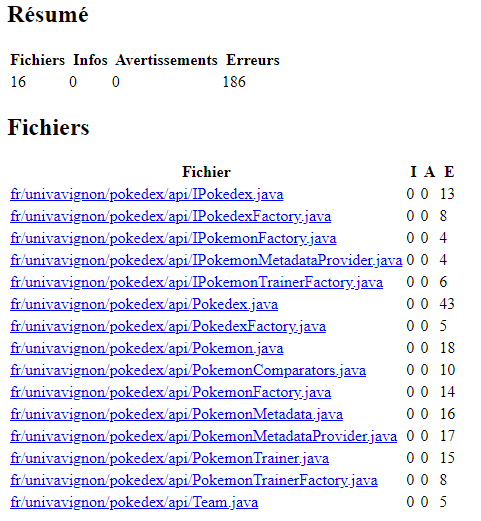 Résumé
Fichiers Infos Avertissements Erreurs
16 0 0 186
Fichiers
Fichier I A E
fr/univavignon/pokedex/api/IPokedex.java 0 0 13
fr/univavignon/pokedex/api/IPokedexFactory.java 0 0 8
fr/univavignon/pokedex/api/IPokemonFactory.java 0 0 4
fr/univavignon/pokedex/api/IPokemonMetadataProvider.java 0 0 4
fr/univavignon/pokedex/api/IPokemonTrainerFactory.java 0 0 6
fr/univavignon/pokedex/api/Pokedex.java 0 0 43
fr/univavignon/pokedex/api/PokedexFactory.java 0 0 5
fr/univavignon/pokedex/api/Pokemon.java 0 0 18
fr/univavignon/pokedex/api/PokemonComparators.java 0 0 10
fr/univavignon/pokedex/api/PokemonFactory.java 0 0 14
fr/univavignon/pokedex/api/PokemonMetadata.java 0 0 16
fr/univavignon/pokedex/api/PokemonMetadataProvider.java 0 0 17
fr/univavignon/pokedex/api/PokemonTrainer.java 0 0 15
fr/univavignon/pokedex/api/PokemonTrainerFactory.java 0 0 8
fr/univavignon/pokedex/api/Team.java 0 0 5